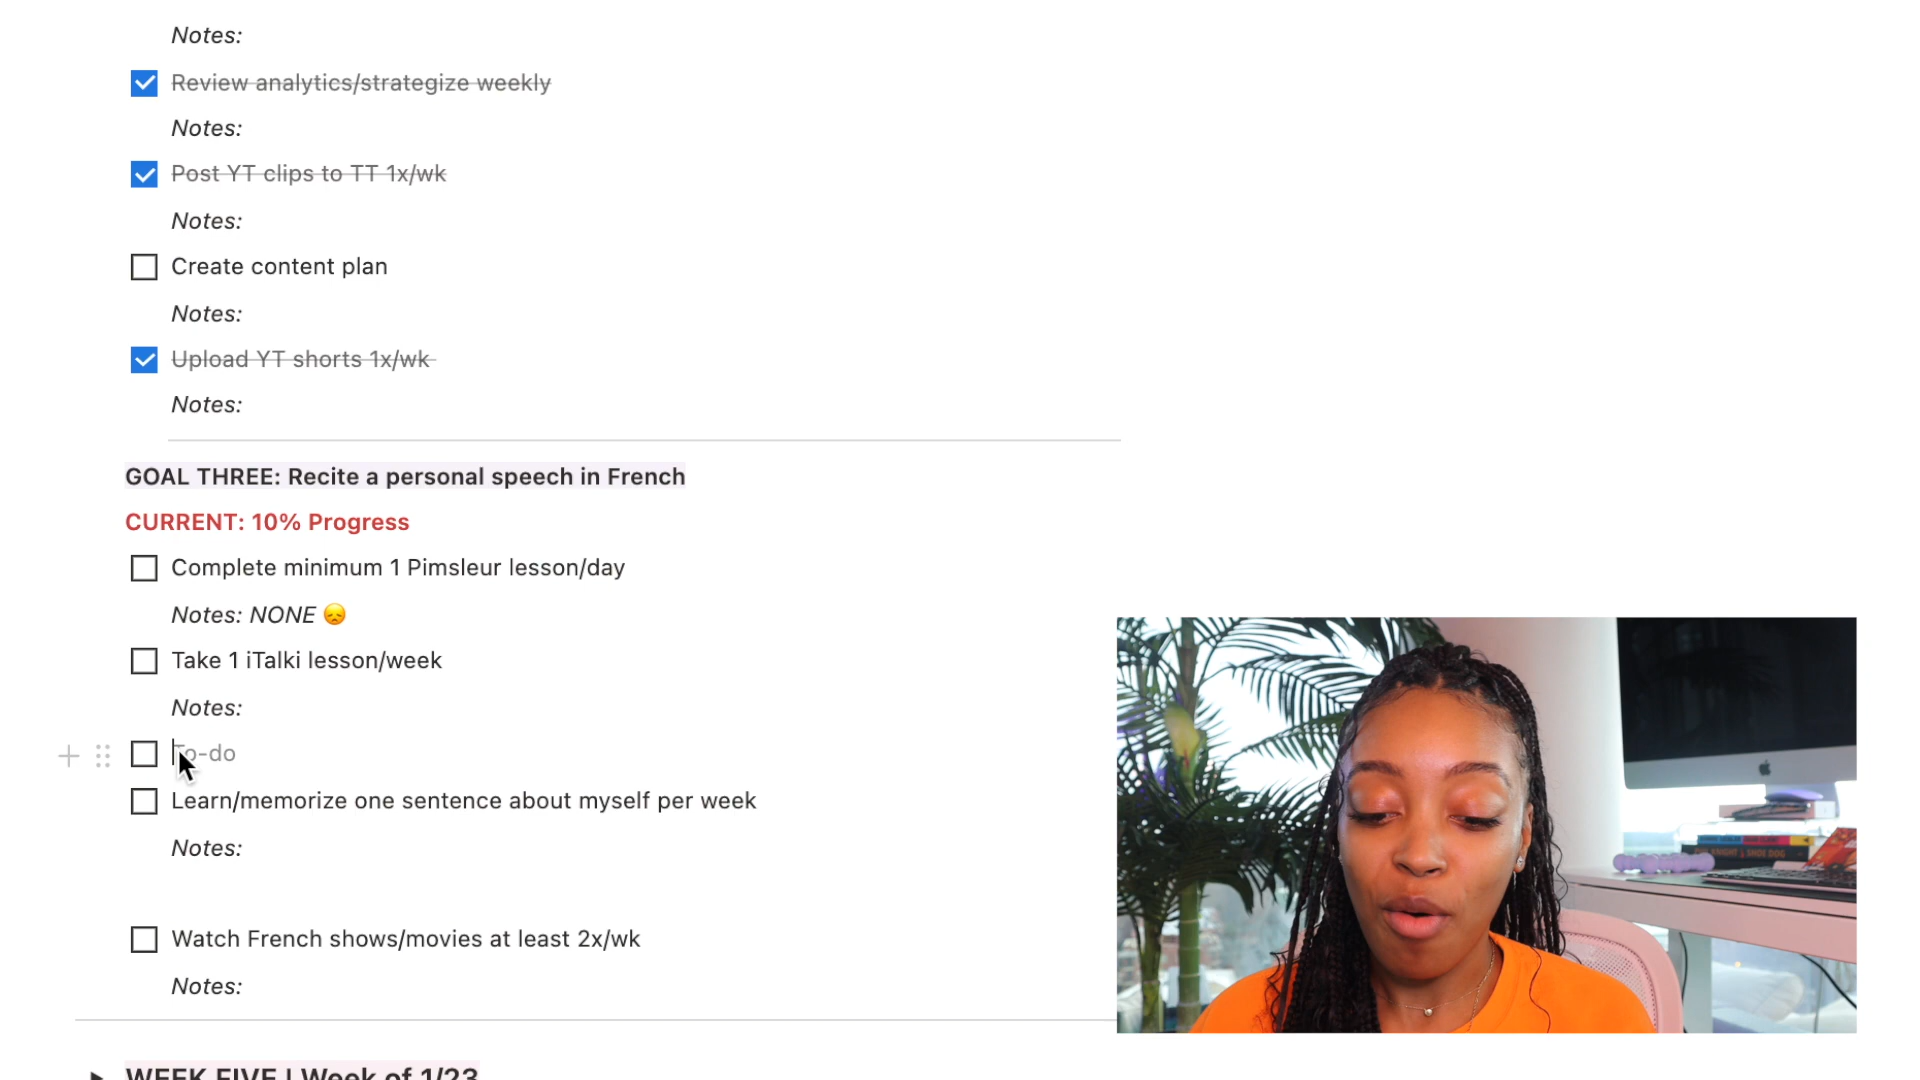 Notes:
Review analytics/strategize weekly
Notes:
Post YT clips to TT 1x/wk
Notes:
Create content plan
Notes:
Upload YT shorts 1x/wk
Notes:
GOAL THREE: Recite a personal speech in French
CURRENT: 10% Progress
Complete minimum 1 Pimsleur lesson/day
Notes: NONE 😞
Take 1 iTalki lesson/week
Notes:
To-do
Learn/memorize one sentence about myself per week
Notes:
Watch French shows/movies at least 2x/wk
Notes:
WEEK FIVE | Week of 1/23